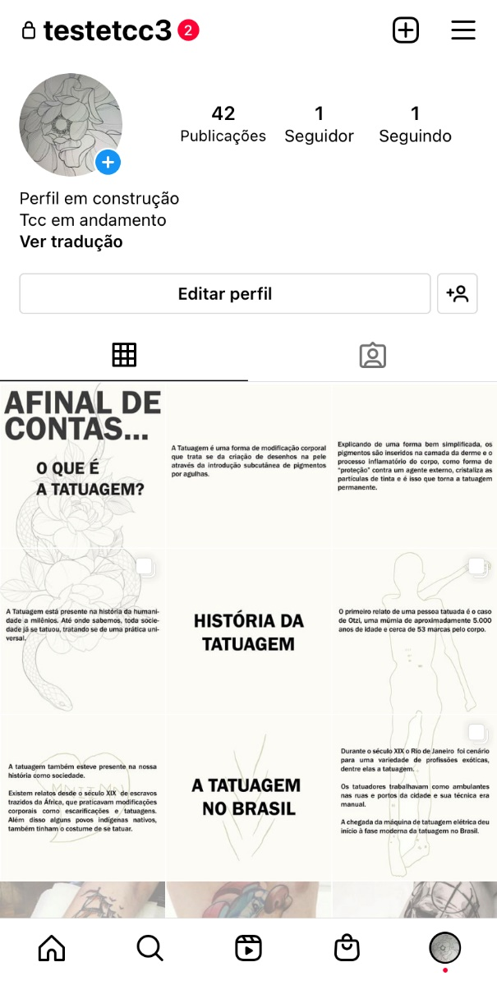 testetcc3 2
42 1 1
Publicações Seguidor Seguindo
Perfil em construção
Tcc em andamento
Ver tradução
Editar perfil
AFINAL DE
CONTAS...
O QUE É
A TATUAGEM?
A Tatuagem é uma forma de modificação corporal
que trata se da criação de desenhos na pele
através da introdução subcutânea de pigmentos
por agulhas.
Explicando de uma forma bem simplificada, os
pigmentos são inseridos na camada da derme e o
processo inflamatório do corpo, como forma de
"proteção" contra um agente externo, cristaliza as
partículas de tinta e é isso que torna a tatuagem
permanente.
A Tatuagem está presente na história da humani-
dade a milênios. Até onde sabemos, toda socie-
dade já se tatuou, tratando se de uma prática uni-
versal.
HISTÓRIA DA
TATUAGEM
O primeiro relato de uma pessoa tatuada é o caso
de Otzi, uma múmia de aproximadamente 5.000
anos de idade e cerca de 53 marcas pelo corpo.
A tatuagem também esteve presente na nossa
história como sociedade.
Existem relatos desde o século XIX de escravos
trazidos da África, que praticavam modificações
corporais como escarificações e tatuagens.
Além disso alguns povos indígenas nativos,
também tinham o costume de se tatuar.
A TATUAGEM
NO BRASIL
Durante o século XIX o Rio de Janeiro foi cenário
para uma variedade de profissões exóticas,
dentre elas a tatuagem.
Os tatuadores trabalhavam como ambulantes
nas ruas e portos da cidade e sua técnica era
manual.
A chegada da máquina de tatuagem elétrica deu
início à fase moderna da tatuagem no Brasil.